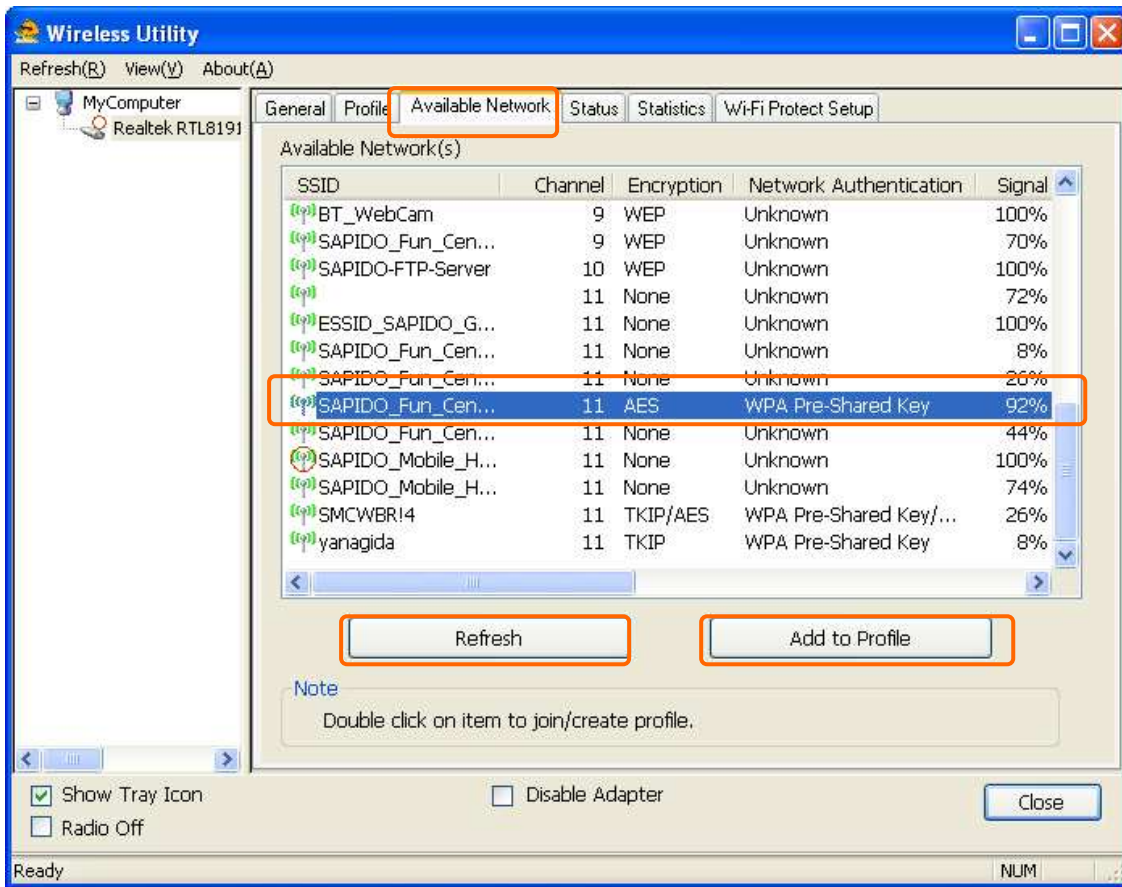 Wireless Utility
Refresh(R) View(V) About(A)
MyComputer
Realtek RTL8191
General Profile Available Network Status Statistics Wi-Fi Protect Setup
Available Network(s)
SSID Channel Encryption Network Authentication Signal
BT_WebCam 9 WEP Unknown 100%
SAPIDO_Fun_Cen... 9 WEP Unknown 70%
SAPIDO-FTP-Server 10 WEP Unknown 100%
11 None Unknown 72%
ESSID_SAPIDO_G... 11 None Unknown 100%
SAPIDO_Fun_Cen... 11 None Unknown 8%
SAPIDO_Fun_Cen... 11 None Unknown 26%
SAPIDO_Fun_Cen... 11 AES WPA Pre-Shared Key 92%
SAPIDO_Fun_Cen... 11 None Unknown 44%
SAPIDO_Mobile_H... 11 None Unknown 100%
SAPIDO_Mobile_H... 11 None Unknown 74%
SMCWBR!4 11 TKIP/AES WPA Pre-Shared Key/... 26%
yanagida 11 TKIP WPA Pre-Shared Key 8%
Refresh Add to Profile
Note
Double click on item to join/create profile.
Show Tray Icon Disable Adapter
Radio Off
Close
Ready NUM